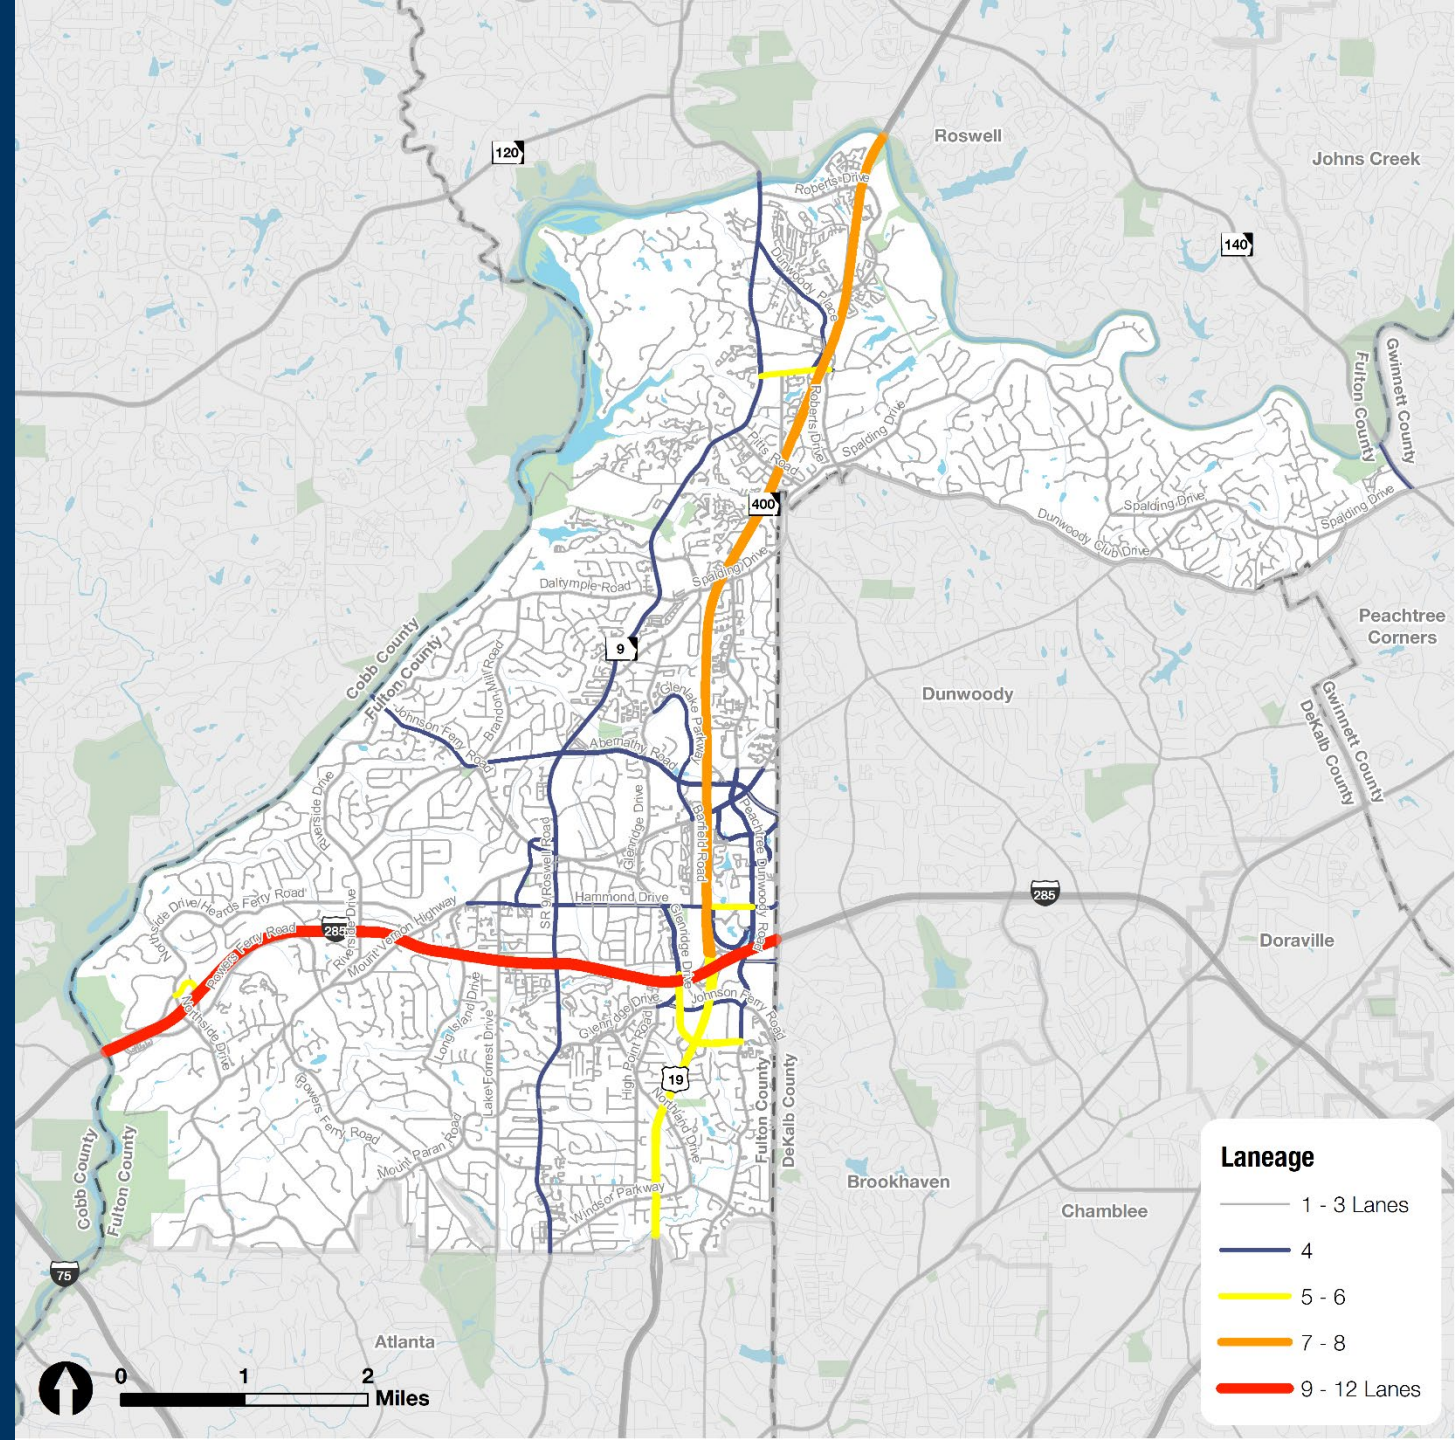 Roswell
120
Johns Creek
Roberts Drive
140
Dunwoody Place
Fulton County
Gwinnett County
Roberts Drive
Spalding Drive
Pitts Road
400
Spalding Drive
Spalding Drive
Dunwoody Club Drive
Spalding Drive
Dalrymple Road
Peachtree
Corners
9
Cobb County
Fulton County
Brandon Mill Road
Glenlake Parkway
Dunwoody
Gwinnett County
DeKalb County
Johnson Ferry Road
Abernathy Road
Riverside Drive
SR 9/Roswell Road
Glenridge Drive
Barfield Road
Peachtree Dunwoody Road
Northside Drive/Heards Ferry Road
Hammond Drive
285
Powers Ferry Road
285
Riverside Drive
Mount Vernon Highway
Glenridge Drive
Doraville
Northside Drive
Long Island Drive
Lake Forrest Drive
Glenridge Drive
High Point Road
Johnson Ferry Road
19
Powers Ferry Road
Mount Paran Road
Northland Drive
Fulton County
DeKalb County
Windsor Parkway
Cobb County
Fulton County
Brookhaven
Chamblee
75
Atlanta
0 1 2
Miles
Laneage
1 - 3 Lanes
4
5 - 6
7 - 8
9 - 12 Lanes